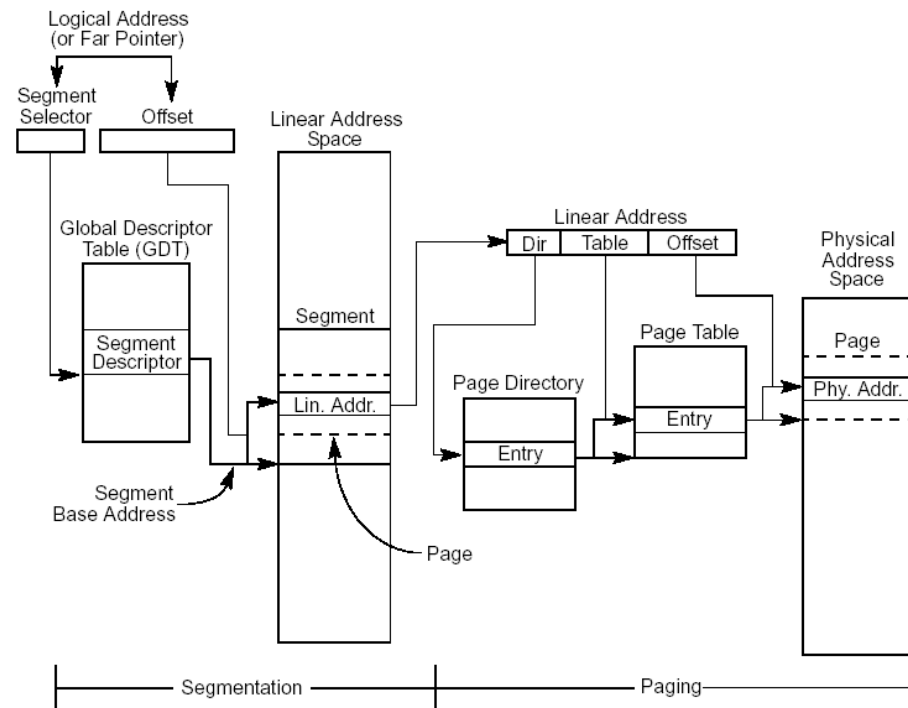 Logical Address
(or Far Pointer)
Segment
Selector
Offset
Linear Address
Space
Global Descriptor
Table (GDT)
Segment
Descriptor
Segment
Lin. Addr.
Segment
Base Address
Page
Linear Address
Dir
Table
Offset
Page Directory
Entry
Page Table
Entry
Physical
Address
Space
Page
Phy. Addr.
Segmentation
Paging